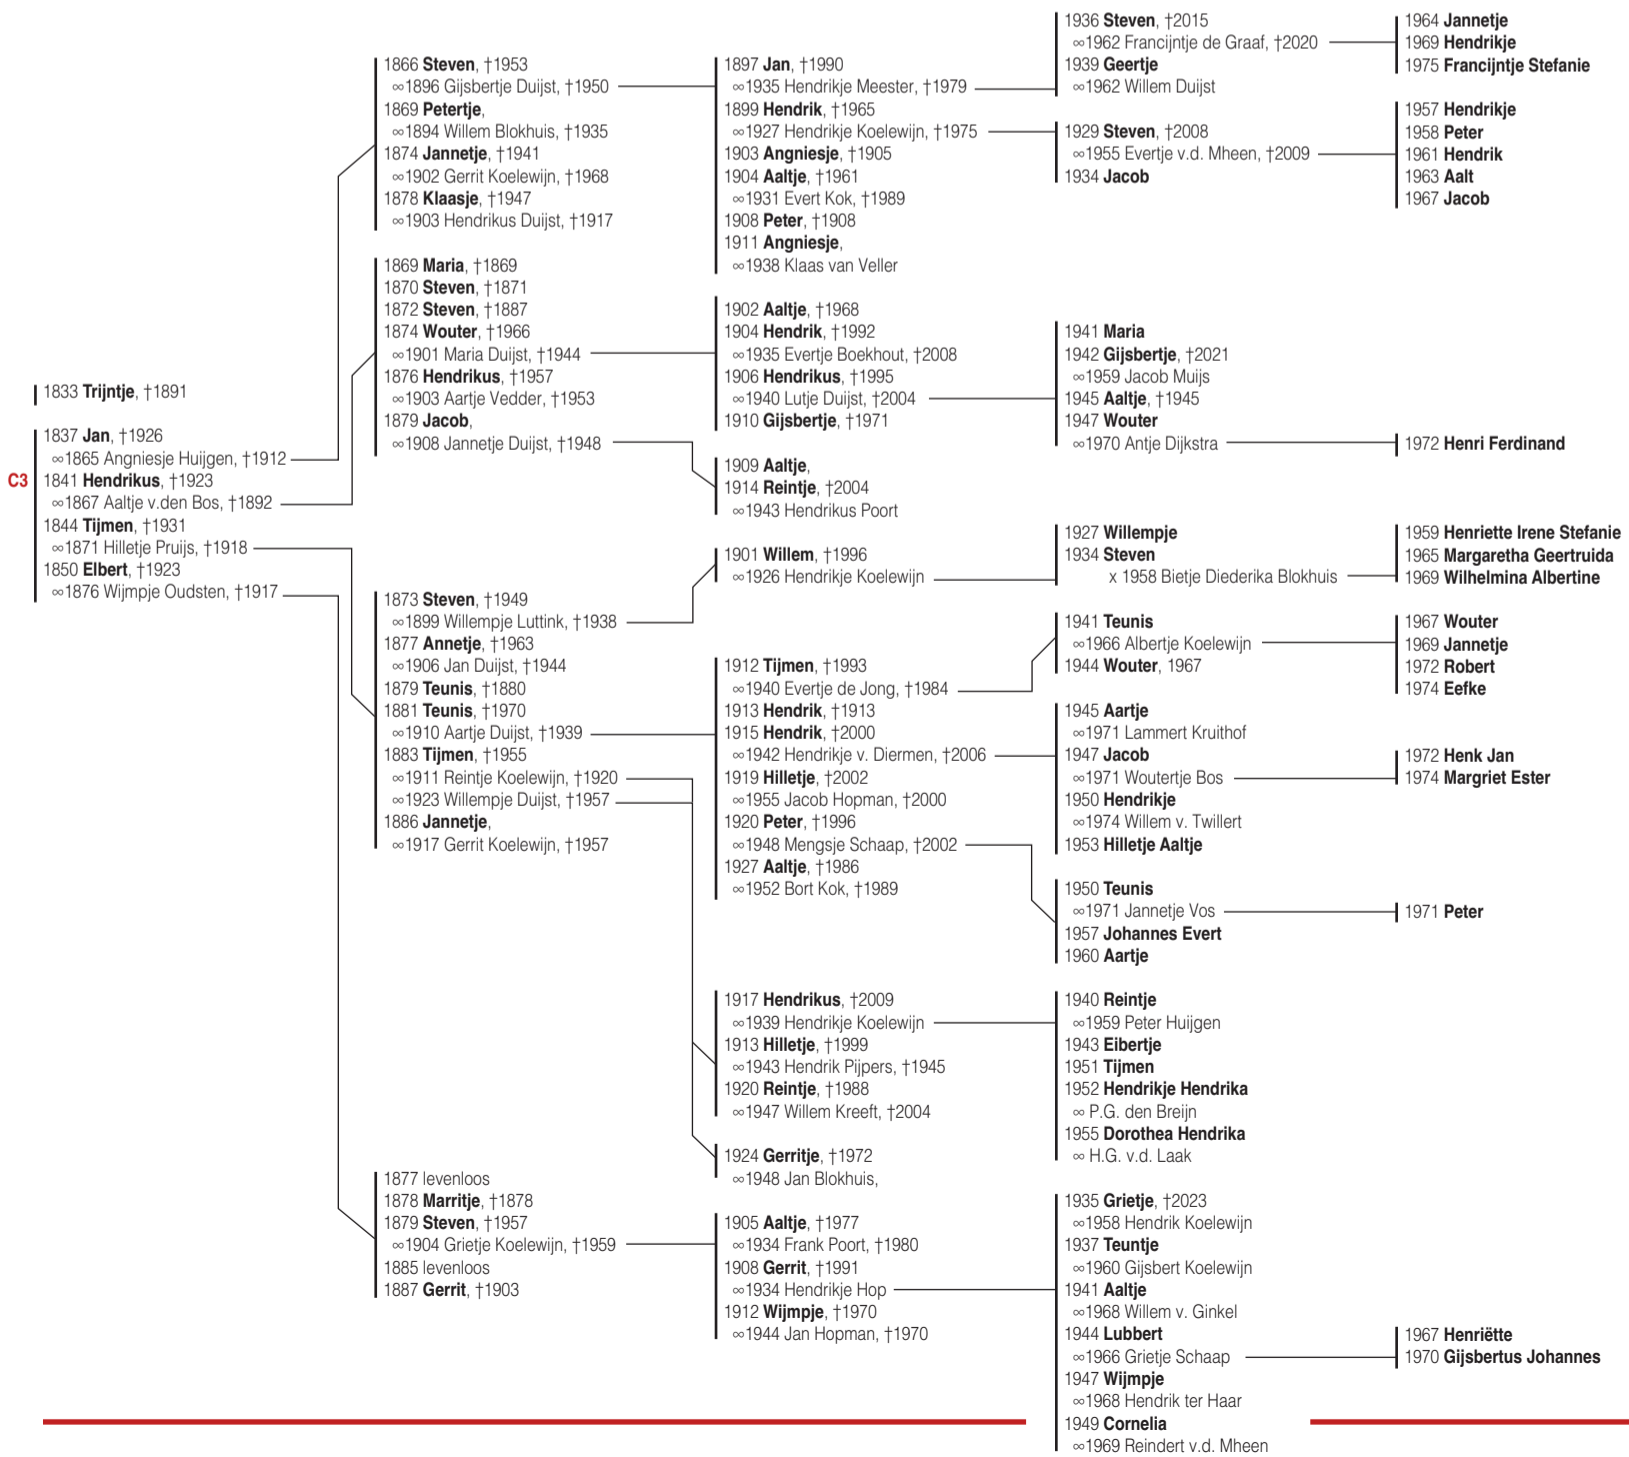 1833 Trijntje, †1891
C3
1837 Jan, †1926
∞1865 Angniesje Huijgen, †1912
1841 Hendrikus, †1923
∞1867 Aaltje v.den Bos, †1892
1844 Tijmen, †1931
∞1871 Hilletje Pruijs, †1918
1850 Elbert, †1923
∞1876 Wijmpje Oudsten, †1917
1866 Steven, †1953
∞1896 Gijsbertje Duijst, †1950
1869 Petertje,
∞1894 Willem Blokhuis, †1935
1874 Jannetje, †1941
∞1902 Gerrit Koelewijn, †1968
1878 Klaasje, †1947
∞1903 Hendrikus Duijst, †1917
1869 Maria, †1869
1870 Steven, †1871
1872 Steven, †1887
1874 Wouter, †1966
∞1901 Maria Duijst, †1944
1876 Hendrikus, †1957
∞1903 Aartje Vedder, †1953
1879 Jacob,
∞1908 Jannetje Duijst, †1948
1873 Steven, †1949
∞1899 Willempje Luttink, †1938
1877 Annetje, †1963
∞1906 Jan Duijst, †1944
1879 Teunis, †1880
1881 Teunis, †1970
∞1910 Aartje Duijst, †1939
1883 Tijmen, †1955
∞1911 Reintje Koelewijn, †1920
∞1923 Willempje Duijst, †1957
1886 Jannetje,
∞1917 Gerrit Koelewijn, †1957
1877 levenloos
1878 Marritje, †1878
1879 Steven, †1957
∞1904 Grietje Koelewijn, †1959
1885 levenloos
1887 Gerrit, †1903
1897 Jan, †1990
∞1935 Hendrikje Meester, †1979
1899 Hendrik, †1965
∞1927 Hendrikje Koelewijn, †1975
1903 Angniesje, †1905
1904 Aaltje, †1961
∞1931 Evert Kok, †1989
1908 Peter, †1908
1911 Angniesje,
∞1938 Klaas van Veller
1902 Aaltje, †1968
1904 Hendrik, †1992
∞1935 Evertje Boekhout, †2008
1906 Hendrikus, †1995
∞1940 Lutje Duijst, †2004
1910 Gijsbertje, †1971
1909 Aaltje,
1914 Reintje, †2004
∞1943 Hendrikus Poort
1901 Willem, †1996
∞1926 Hendrikje Koelewijn
1912 Tijmen, †1993
∞1940 Evertje de Jong, †1984
1913 Hendrik, †1913
1915 Hendrik, †2000
∞1942 Hendrikje v. Diermen, †2006
1919 Hilletje, †2002
∞1955 Jacob Hopman, †2000
1920 Peter, †1996
∞1948 Mengsje Schaap, †2002
1927 Aaltje, †1986
∞1952 Bort Kok, †1989
1917 Hendrikus, †2009
∞1939 Hendrikje Koelewijn
1913 Hilletje, †1999
∞1943 Hendrik Pijpers, †1945
1920 Reintje, †1988
∞1947 Willem Kreeft, †2004
1924 Gerritje, †1972
∞1948 Jan Blokhuis,
1905 Aaltje, †1977
∞1934 Frank Poort, †1980
1908 Gerrit, †1991
∞1934 Hendrikje Hop
1912 Wijmpje, †1970
∞1944 Jan Hopman, †1970
1936 Steven, †2015
∞1962 Francijntje de Graaf, †2020
1939 Geertje
∞1962 Willem Duijst
1929 Steven, †2008
∞1955 Evertje v.d. Mheen, †2009
1934 Jacob
1941 Maria
1942 Gijsbertje, †2021
∞1959 Jacob Muijs
1945 Aaltje, †1945
1947 Wouter
∞1970 Antje Dijkstra
1927 Willempje
1934 Steven
x 1958 Bietje Diederika Blokhuis
1941 Teunis
∞1966 Albertje Koelewijn
1944 Wouter, 1967
1945 Aartje
∞1971 Lammert Kruithof
1947 Jacob
∞1971 Woutertje Bos
1950 Hendrikje
∞1974 Willem v. Twillert
1953 Hilletje Aaltje
1950 Teunis
∞1971 Jannetje Vos
1957 Johannes Evert
1960 Aartje
1940 Reintje
∞1959 Peter Huijgen
1943 Eibertje
1951 Tijmen
1952 Hendrikje Hendrika
∞ P.G. den Breijn
1955 Dorothea Hendrika
∞ H.G. v.d. Laak
1935 Grietje, †2023
∞1958 Hendrik Koelewijn
1937 Teuntje
∞1960 Gijsbert Koelewijn
1941 Aaltje
∞1968 Willem v. Ginkel
1944 Lubbert
∞1966 Grietje Schaap
1947 Wijmpje
∞1968 Hendrik ter Haar
1949 Cornelia
∞1969 Reindert v.d. Mheen
1964 Jannetje
1969 Hendrikje
1975 Francijntje Stefanie
1957 Hendrikje
1958 Peter
1961 Hendrik
1963 Aalt
1967 Jacob
1972 Henri Ferdinand
1959 Henriette Irene Stefanie
1965 Margaretha Geertruida
1969 Wilhelmina Albertine
1967 Wouter
1969 Jannetje
1972 Robert
1974 Eefke
1972 Henk Jan
1974 Margriet Ester
1971 Peter
1967 Henriëtte
1970 Gijsbertus Johannes